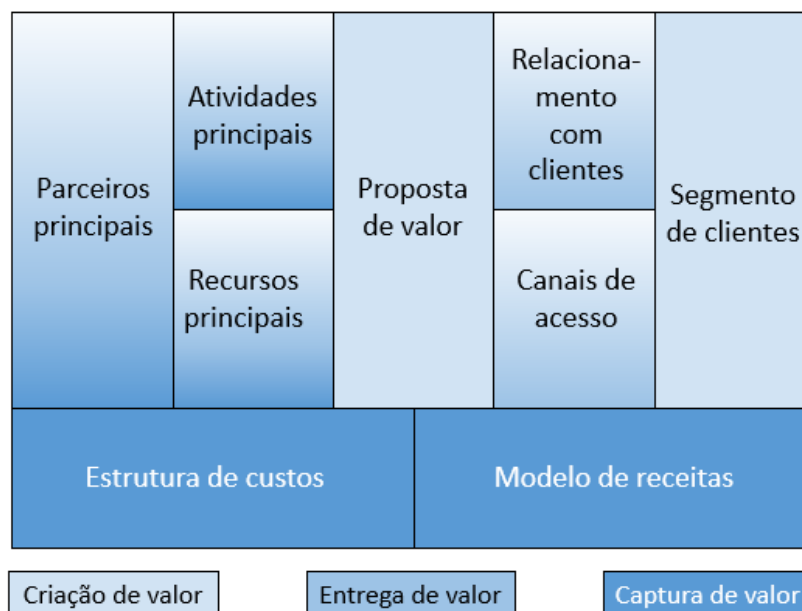 Parceiros
principais
Atividades
principais
Recursos
principais
Proposta
de valor
Relaciona-
mento
com
clientes
Canais de
acesso
Segmento
de clientes
Estrutura de custos
Modelo de receitas
Criação de valor
Entrega de valor
Captura de valor